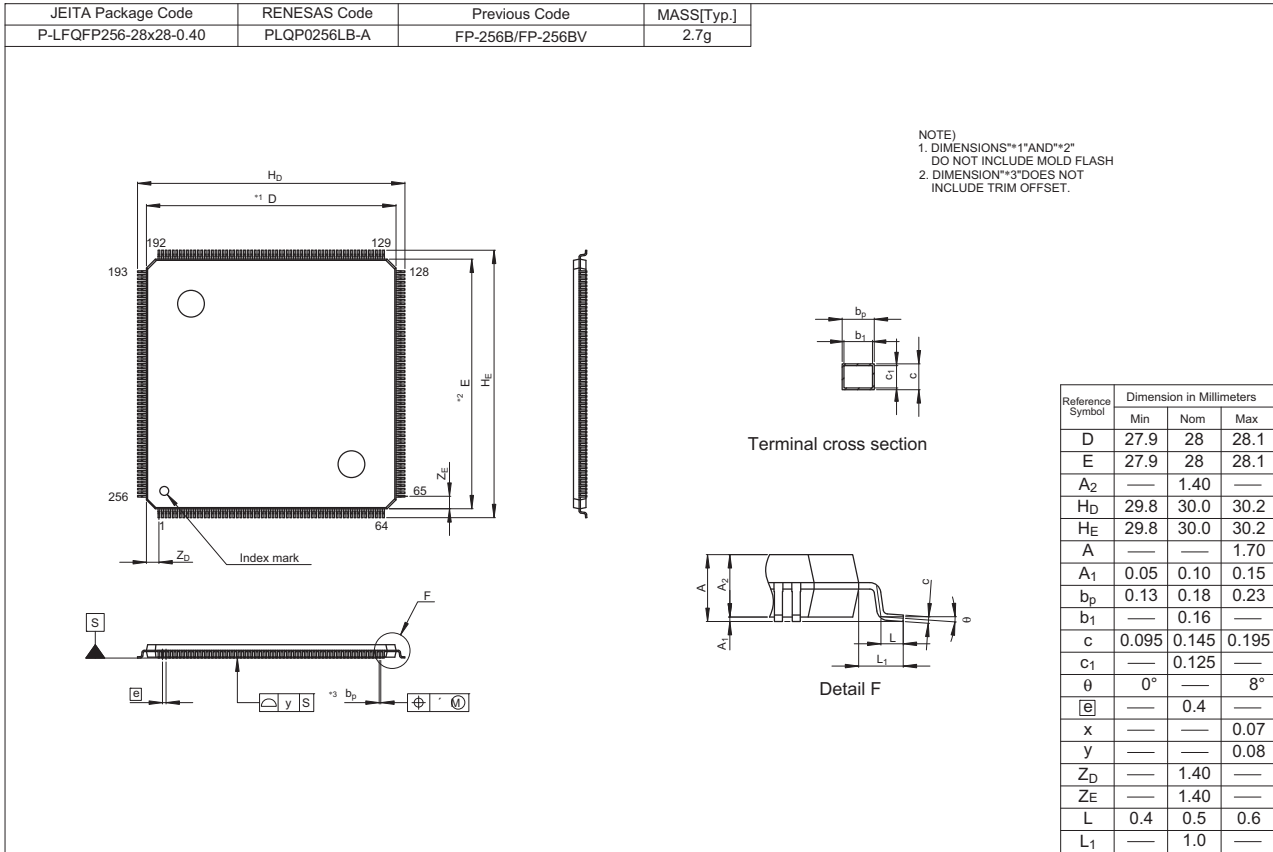 JEITA Package Code RENESAS Code Previous Code MASS[Typ.]
P-LFQFP256-28x28-0.40 PLQP0256LB-A FP-256B/FP-256BV 2.7g
NOTE)
1. DIMENSIONS"*1"AND"*2"
DO NOT INCLUDE MOLD FLASH
2. DIMENSION"*3"DOES NOT
INCLUDE TRIM OFFSET.
HD
*1 D
192 129
193 128
*2 E
HE
ZE
256 65
1 64
ZD
Index mark
bp
b1
c1
c
Terminal cross section
F
S
e
y S
*3 bp
M
A
A2
A1
L
L1
c
θ
Detail F
Reference Symbol Dimension in Millimeters
Min Nom Max
D 27.9 28 28.1
E 27.9 28 28.1
A2 — 1.40 —
HD 29.8 30.0 30.2
HE 29.8 30.0 30.2
A — — 1.70
A1 0.05 0.10 0.15
bp 0.13 0.18 0.23
b1 — 0.16 —
c 0.095 0.145 0.195
c1 — 0.125 —
θ 0° — 8°
e — 0.4 —
x — — 0.07
y — — 0.08
ZD — 1.40 —
ZE — 1.40 —
L 0.4 0.5 0.6
L1 — 1.0 —